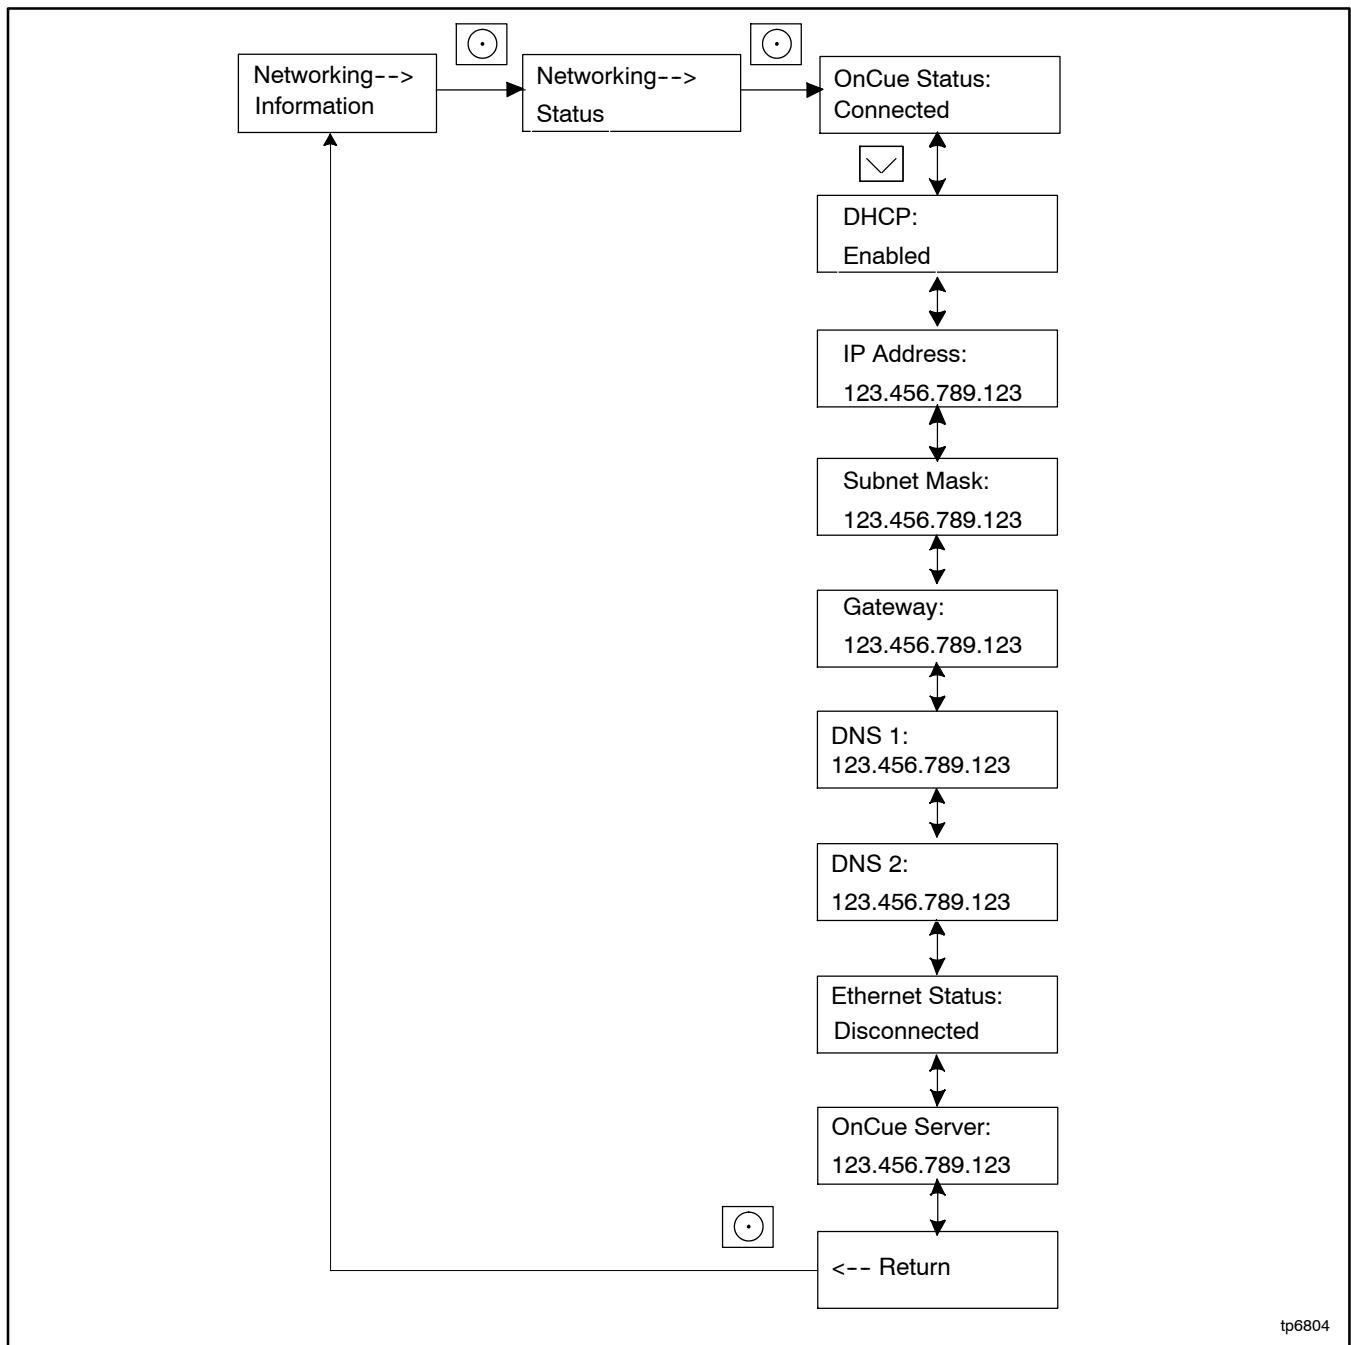 Networking-->
Information
Networking-->
Status
OnCue Status:
Connected
DHCP:
Enabled
IP Address:
123.456.789.123
Subnet Mask:
123.456.789.123
Gateway:
123.456.789.123
DNS 1:
123.456.789.123
DNS 2:
123.456.789.123
Ethernet Status:
Disconnected
OnCue Server:
123.456.789.123
<-- Return
tp6804